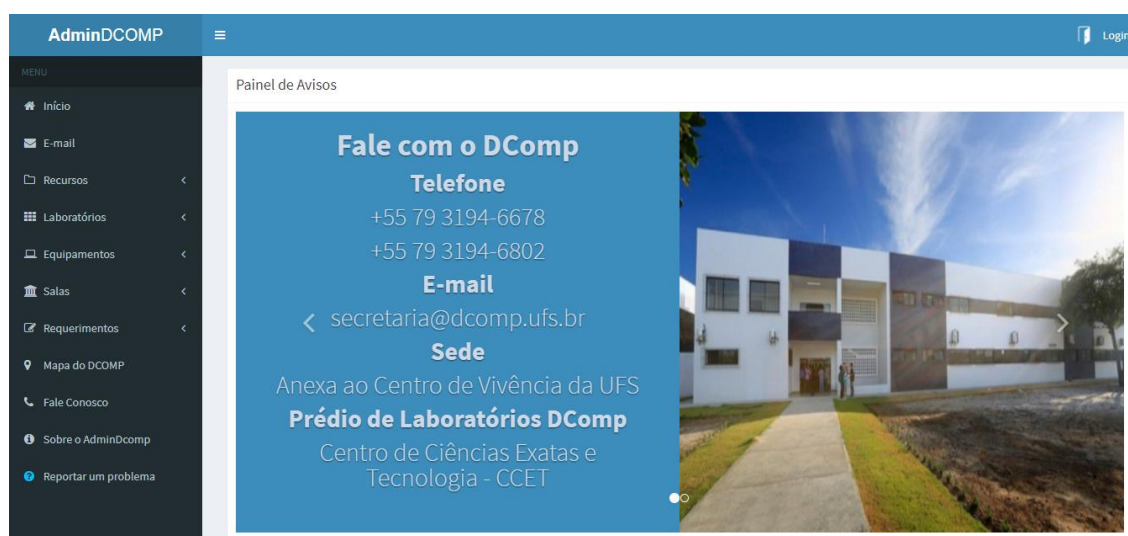 AdminDCOMP
Login
MENU
Início
E-mail
Recursos
Laboratórios
Equipamentos
Salas
Requerimentos
Mapa do DCOMP
Fale Conosco
Sobre o AdminDcomp
Reportar um problema
Painel de Avisos
Fale com o DComp
Telefone
+55 79 3194-6678
+55 79 3194-6802
E-mail
secretaria@dcomp.ufs.br
Sede
Anexa ao Centro de Vivência da UFS
Prédio de Laboratórios DComp
Centro de Ciências Exatas e
Tecnologia - CCET